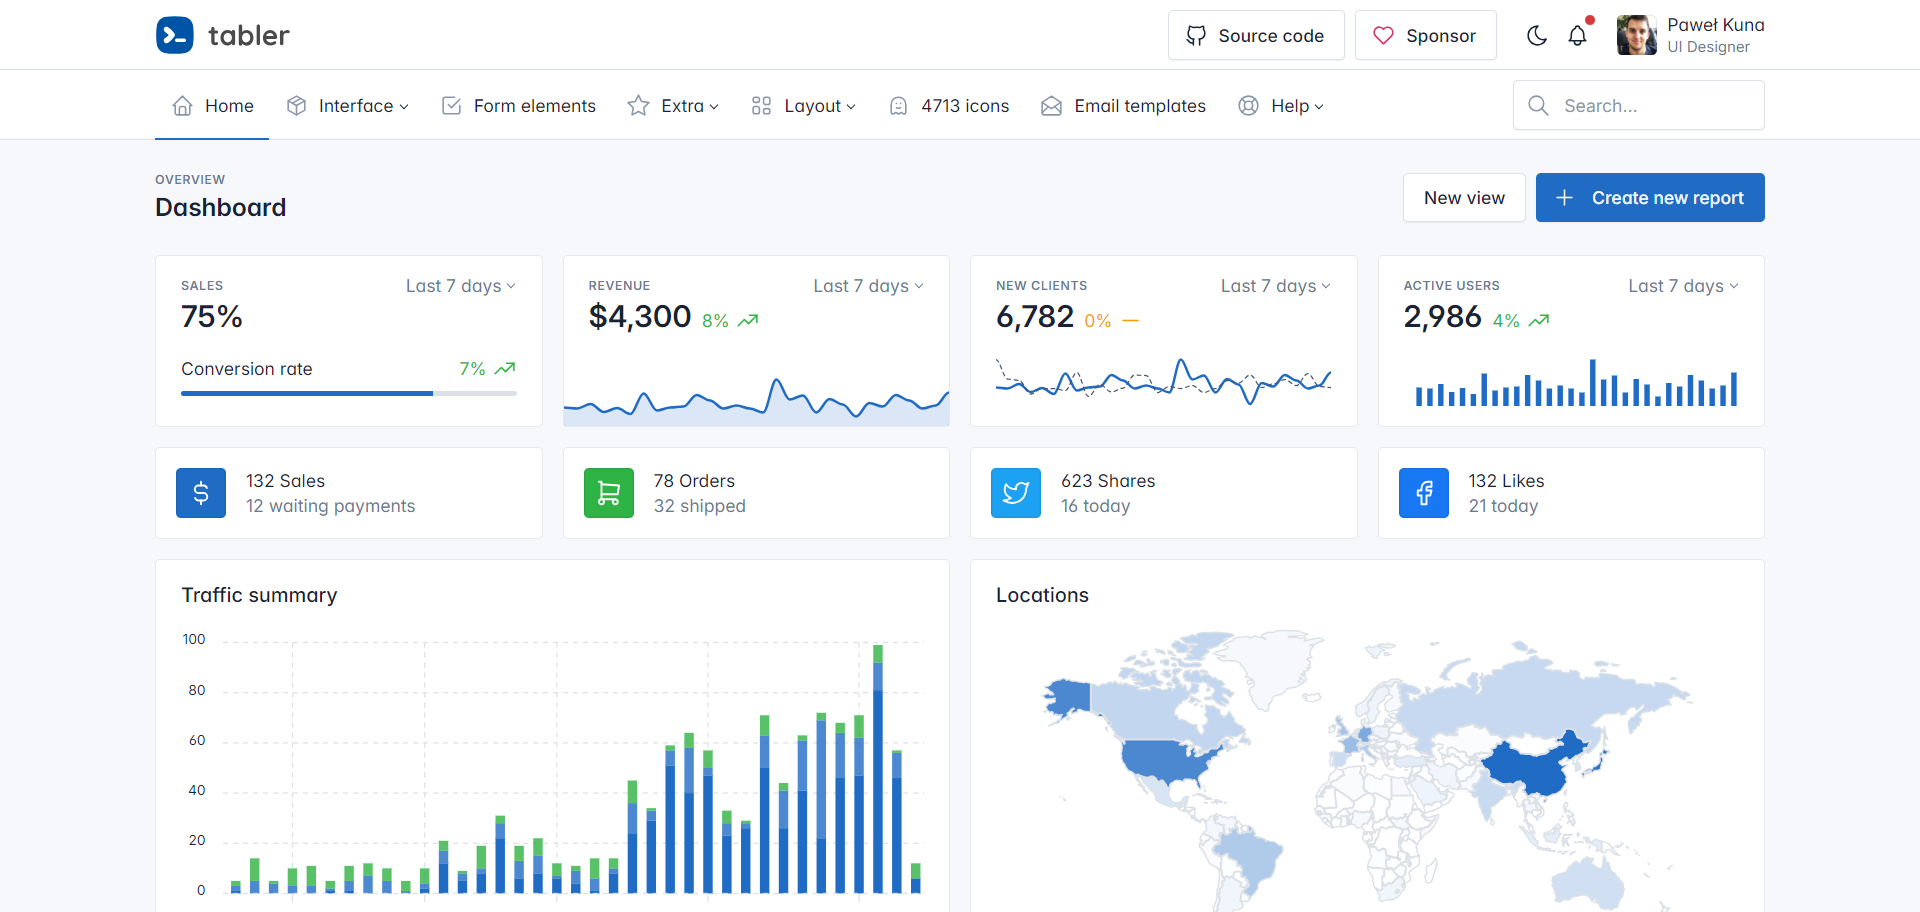 tabler
Source code
Sponsor
Paweł Kuna
UI Designer
Home
Interface
Form elements
Extra
Layout
4713 icons
Email templates
Help
Search...
OVERVIEW
Dashboard
New view
Create new report
SALES
Last 7 days
75%
Conversion rate
7%
REVENUE
Last 7 days
$4,300 8%
NEW CLIENTS
Last 7 days
6,782 0%
ACTIVE USERS
Last 7 days
2,986 4%
132 Sales
12 waiting payments
78 Orders
32 shipped
623 Shares
16 today
132 Likes
21 today
Traffic summary
100
80
60
40
20
0
Locations